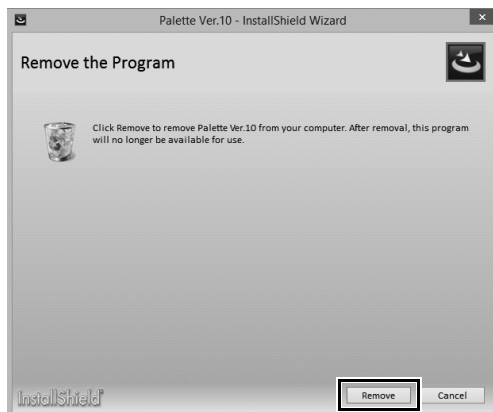 Palette Ver.10 - InstallShield Wizard
Remove the Program
Click Remove to remove Palette Ver.10 from your computer. After removal, this program
will no longer be available for use.
InstallShield
Remove Cancel